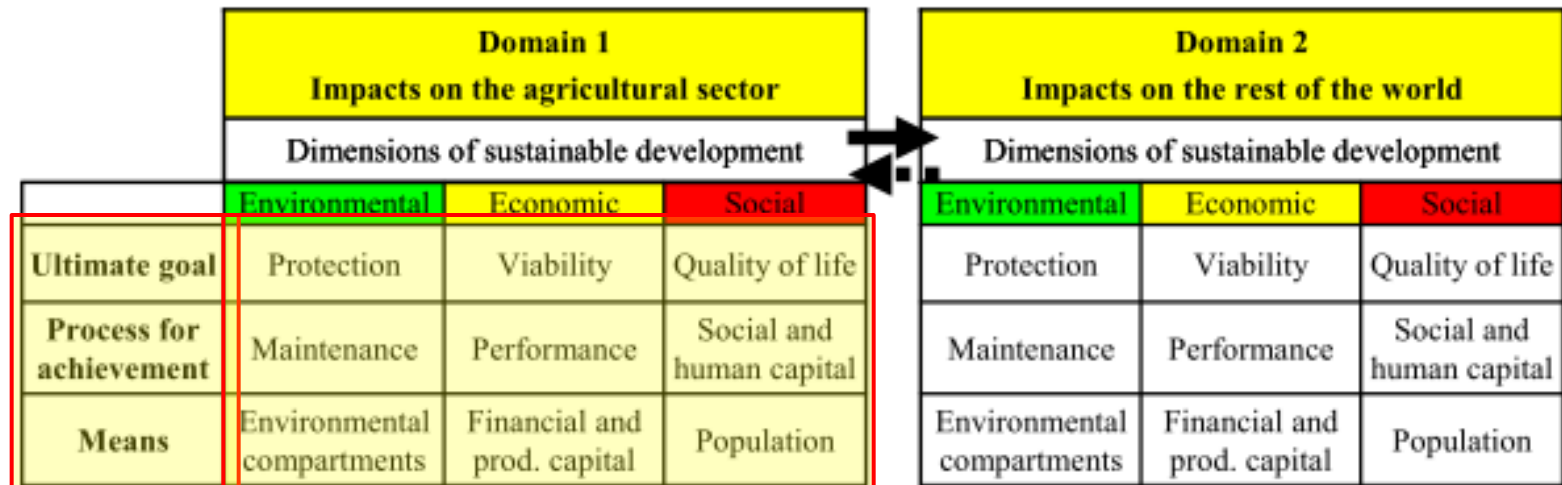 Domain 1
Impacts on the agricultural sector
Domain 2
Impacts on the rest of the world
Dimensions of sustainable development
Dimensions of sustainable development
Environmental Economic Social
Environmental Economic Social
Ultimate goal Protection Viability Quality of life
Protection Viability Quality of life
Process for
achievement
Maintenance
Performance
Social and
human capital
Maintenance
Performance
Social and
human capital
Means
Environmental
compartments
Financial and
prod. capital
Population
Environmental
compartments
Financial and
prod. capital
Population